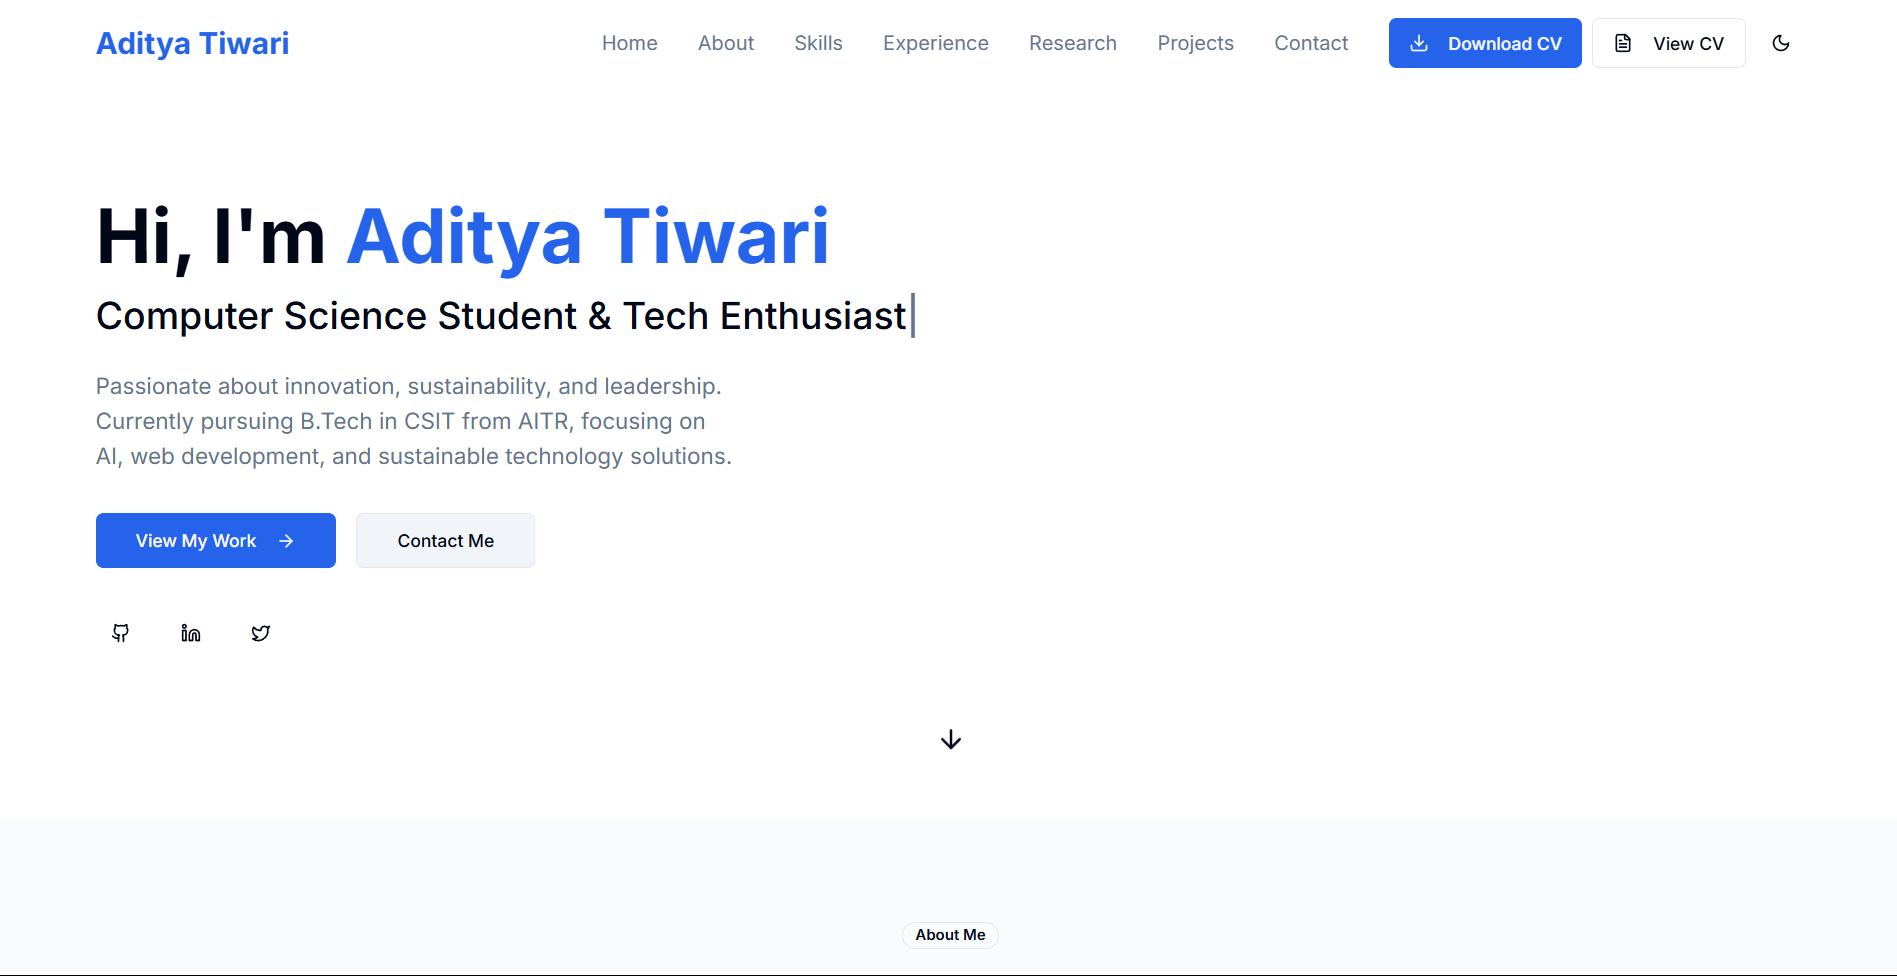 Aditya Tiwari
Home About Skills Experience Research Projects Contact Download CV View CV
Hi, I'm Aditya Tiwari
Computer Science Student & Tech Enthusiast|
Passionate about innovation, sustainability, and leadership.
Currently pursuing B.Tech in CSIT from AITR, focusing on
AI, web development, and sustainable technology solutions.
View My Work Contact Me
About Me